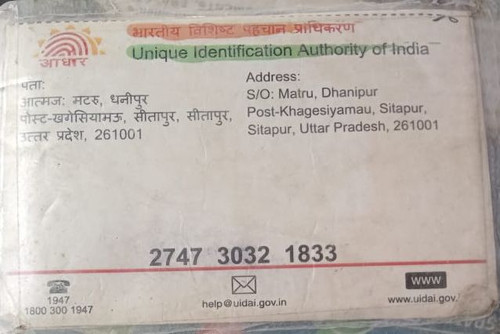 भारतीय विशिष्ट पहचान प्राधिकरण
Unique Identification Authority of India
आधार
पता:
आत्मज: मटरु, धनीपुर
पोस्ट-खगेसियामऊ, सीतापुर, सीतापुर,
उत्तर प्रदेश, 261001
Address:
S/O: Matru, Dhanipur
Post-Khagesiyamau, Sitapur,
Sitapur, Uttar Pradesh, 261001
2747 3032 1833
1947
1800 300 1947
help@uidai.gov.in
WWW
www.uidai.gov.